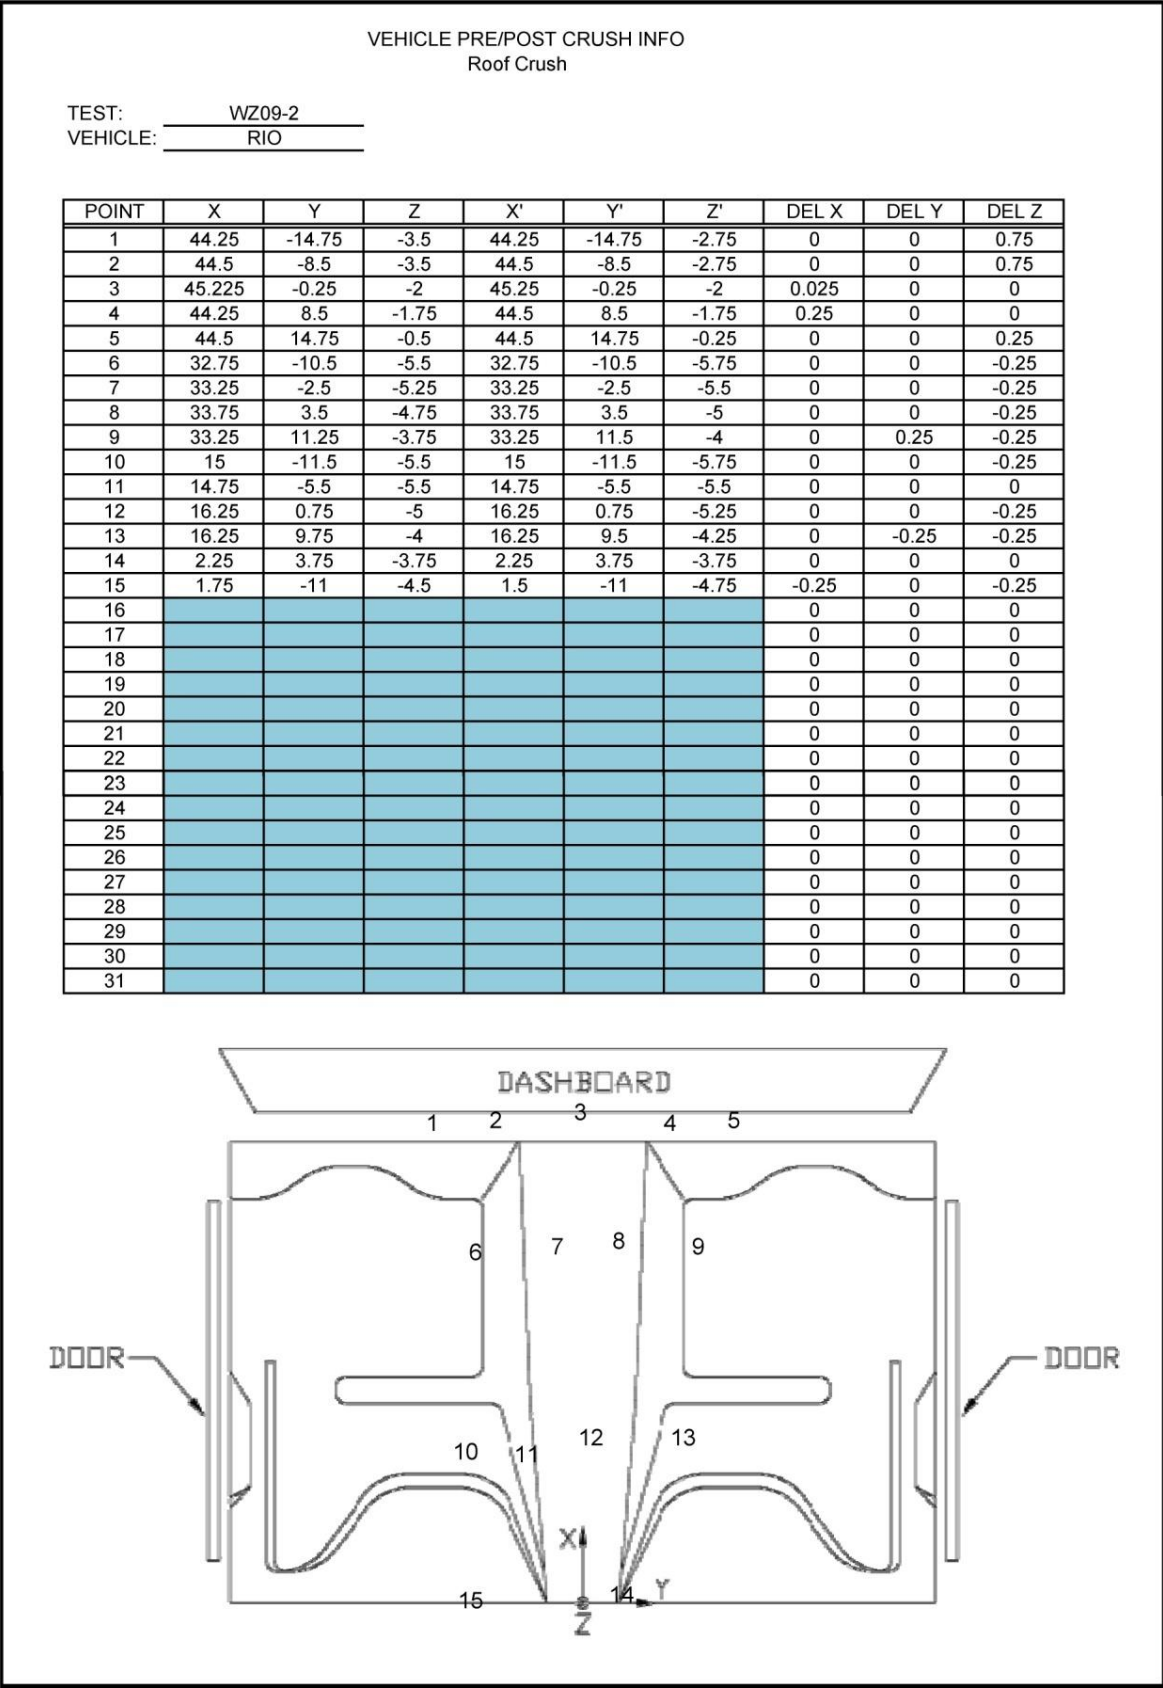 VEHICLE PRE/POST CRUSH INFO
Roof Crush
TEST: WZ09-2
VEHICLE: RIO
POINT X Y Z X' Y' Z' DEL X DEL Y DEL Z
1 44.25 -14.75 -3.5 44.25 -14.75 -2.75 0 0 0.75
2 44.5 -8.5 -3.5 44.5 -8.5 -2.75 0 0 0.75
3 45.225 -0.25 -2 45.25 -0.25 -2 0.025 0 0
4 44.25 8.5 -1.75 44.5 8.5 -1.75 0.25 0 0
5 44.5 14.75 -0.5 44.5 14.75 -0.25 0 0 0.25
6 32.75 -10.5 -5.5 32.75 -10.5 -5.75 0 0 -0.25
7 33.25 -2.5 -5.25 33.25 -2.5 -5.5 0 0 -0.25
8 33.75 3.5 -4.75 33.75 3.5 -5 0 0 -0.25
9 33.25 11.25 -3.75 33.25 11.5 -4 0 0.25 -0.25
10 15 -11.5 -5.5 15 -11.5 -5.75 0 0 -0.25
11 14.75 -5.5 -5.5 14.75 -5.5 -5.5 0 0 0
12 16.25 0.75 -5 16.25 0.75 -5.25 0 0 -0.25
13 16.25 9.75 -4 16.25 9.5 -4.25 0 -0.25 -0.25
14 2.25 3.75 -3.75 2.25 3.75 -3.75 0 0 0
15 1.75 -11 -4.5 1.5 -11 -4.75 -0.25 0 -0.25
16 0 0 0
17 0 0 0
18 0 0 0
19 0 0 0
20 0 0 0
21 0 0 0
22 0 0 0
23 0 0 0
24 0 0 0
25 0 0 0
26 0 0 0
27 0 0 0
28 0 0 0
29 0 0 0
30 0 0 0
31 0 0 0
DASHBOARD
1 2 3 4 5
6 7 8 9
DOOR DOOR
10 11 12 13
X
15 14 Y
Z